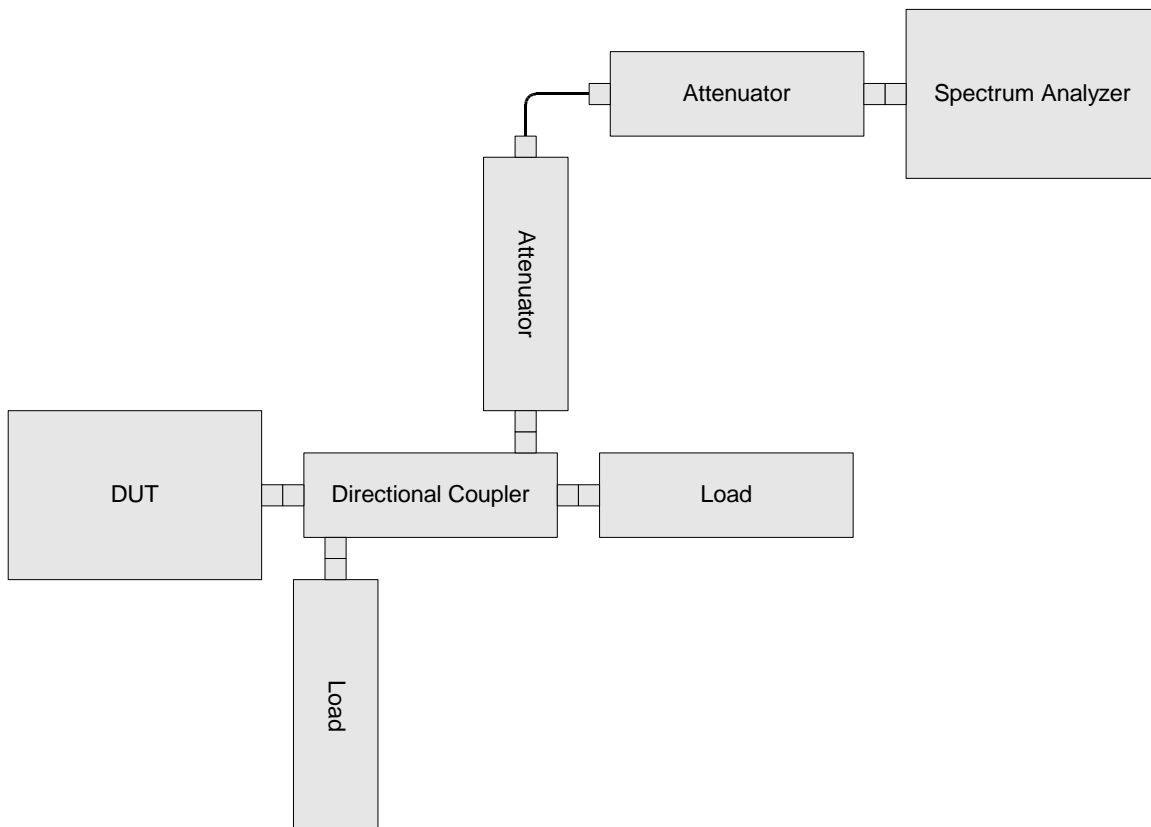 Attenuator
Spectrum Analyzer
Attenuator
DUT
Directional Coupler
Load
Load